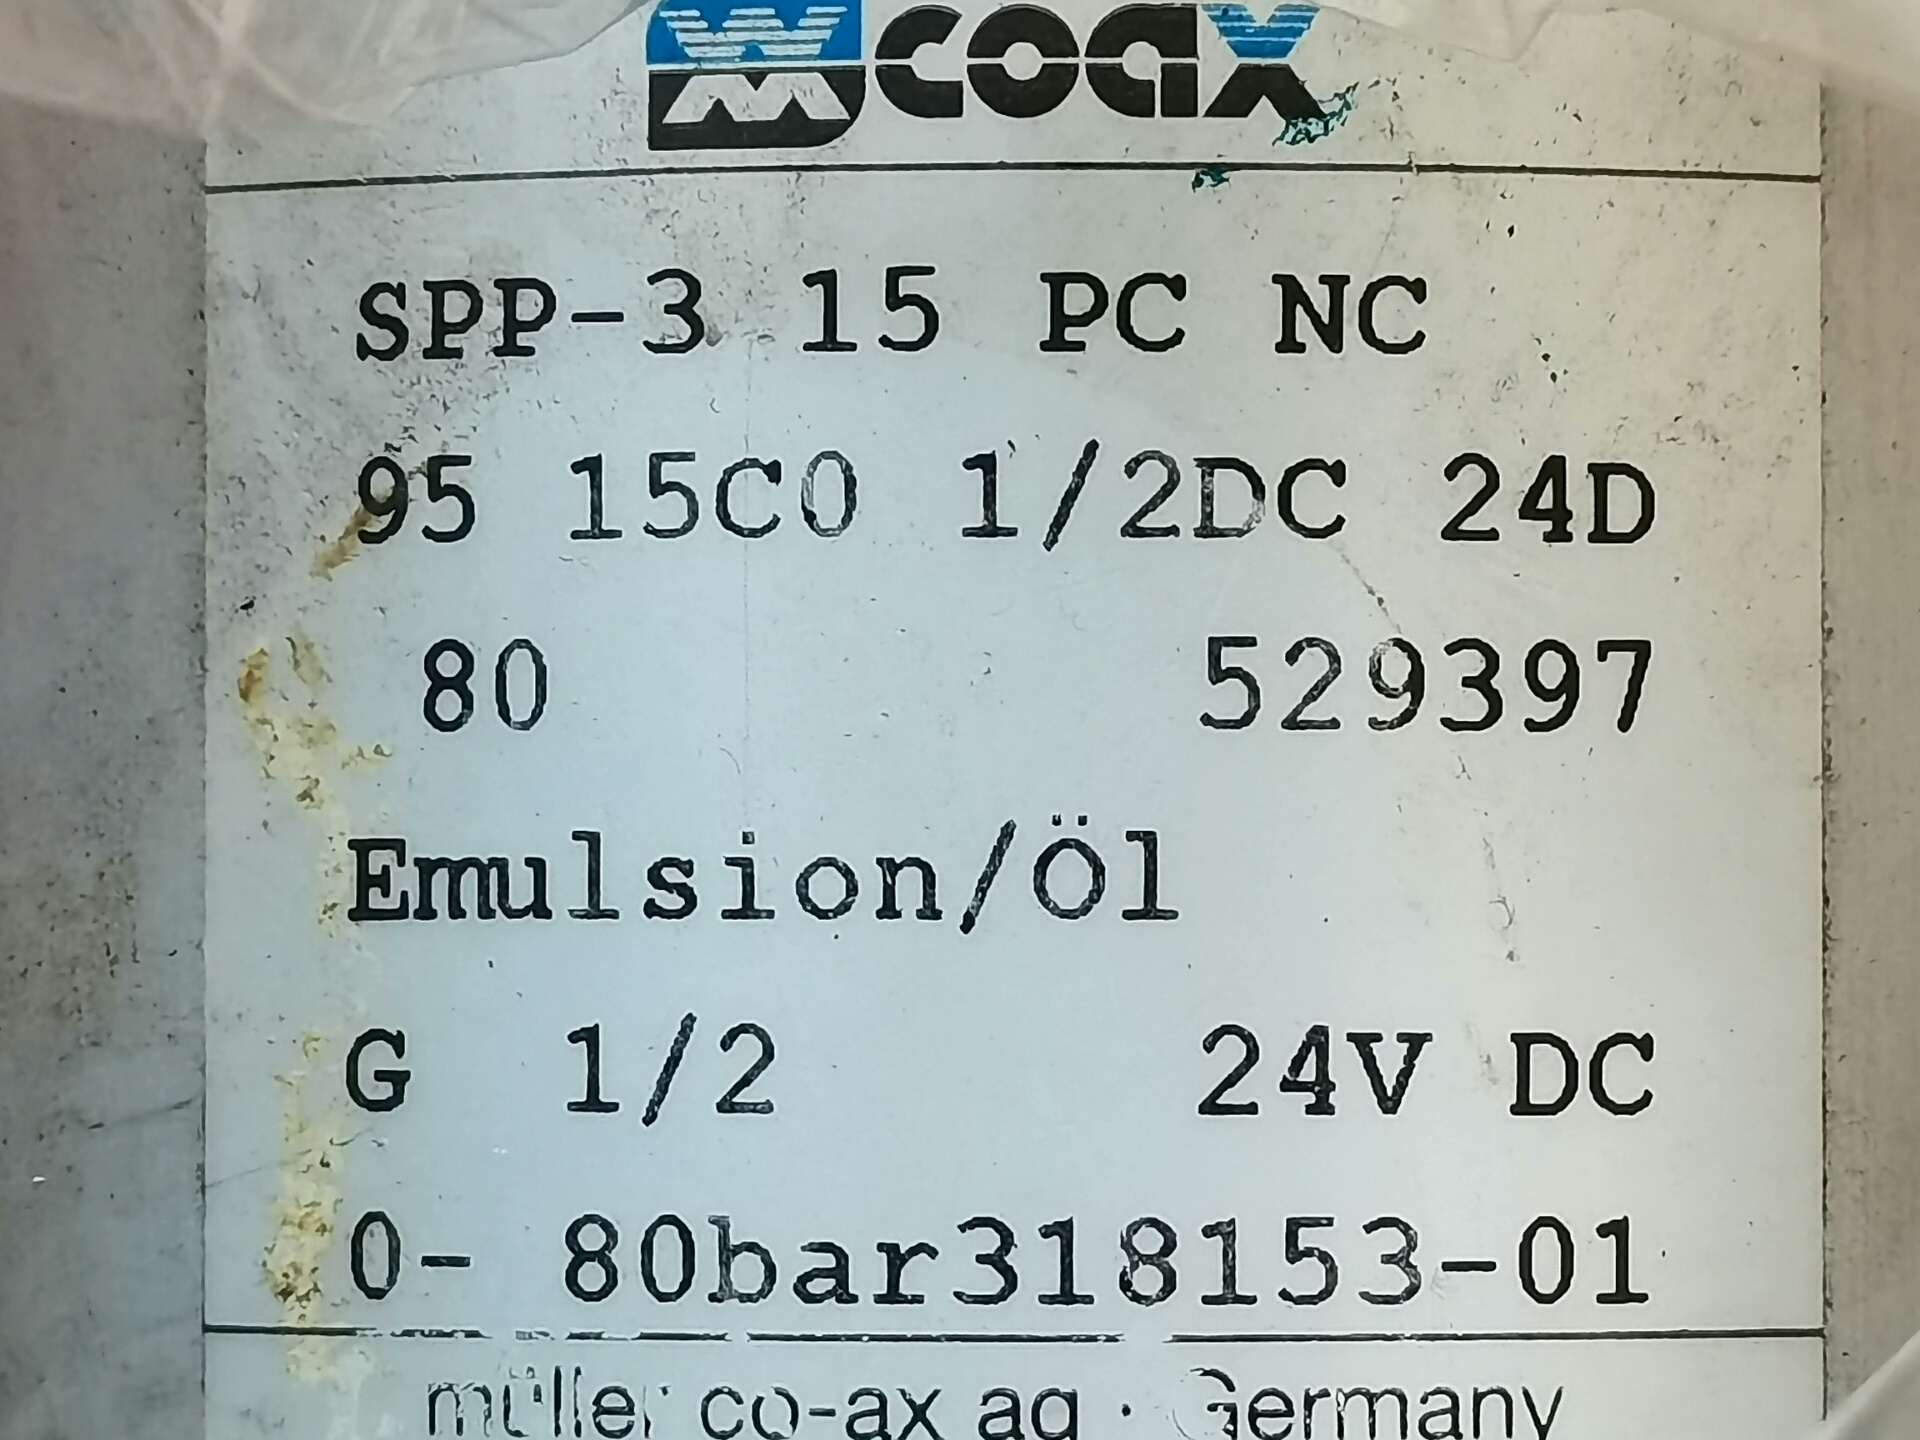 coax
SPP-3 15 PC NC
95 15C0 1/2DC 24D
80 529397
Emulsion/Öl
G 1/2 24V DC
0- 80bar318153-01
müller co-ax ag · Germany